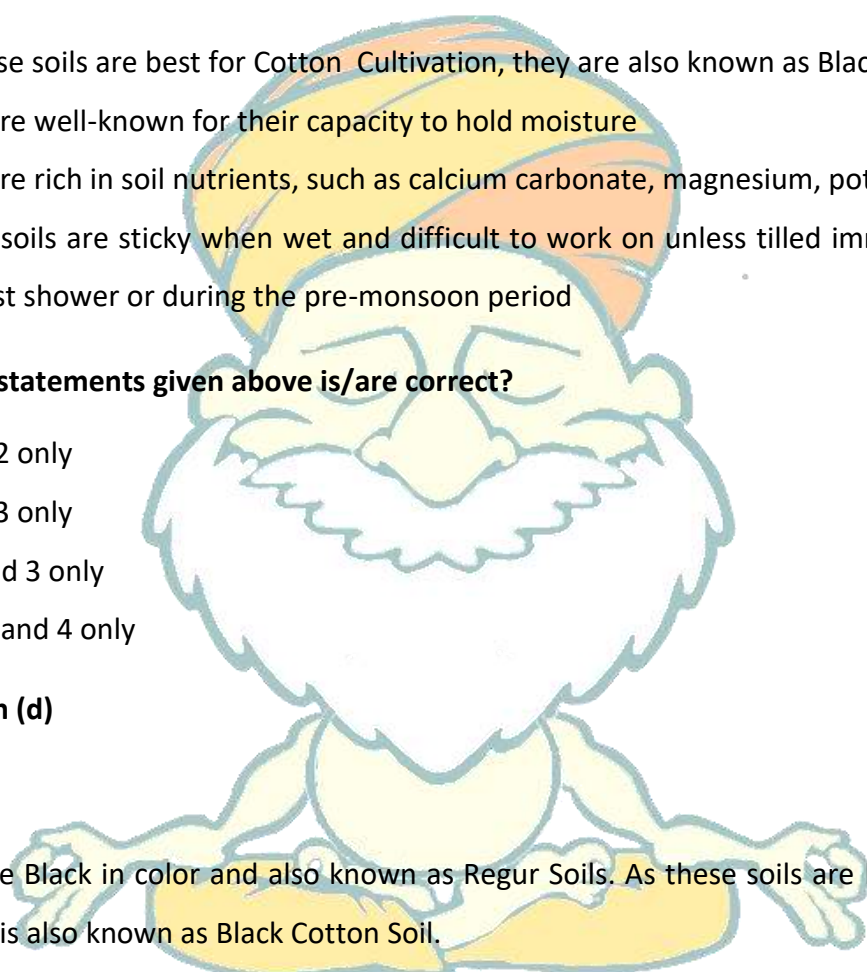 se soils are best for Cotton Cultivation, they are also known as Blac
re well-known for their capacity to hold moisture
re rich in soil nutrients, such as calcium carbonate, magnesium, pot
soils are sticky when wet and difficult to work on unless tilled im
st shower or during the pre-monsoon period
statements given above is/are correct?
2 only
3 only
d 3 only
and 4 only
n (d)
e Black in color and also known as Regur Soils. As these soils are
is also known as Black Cotton Soil.